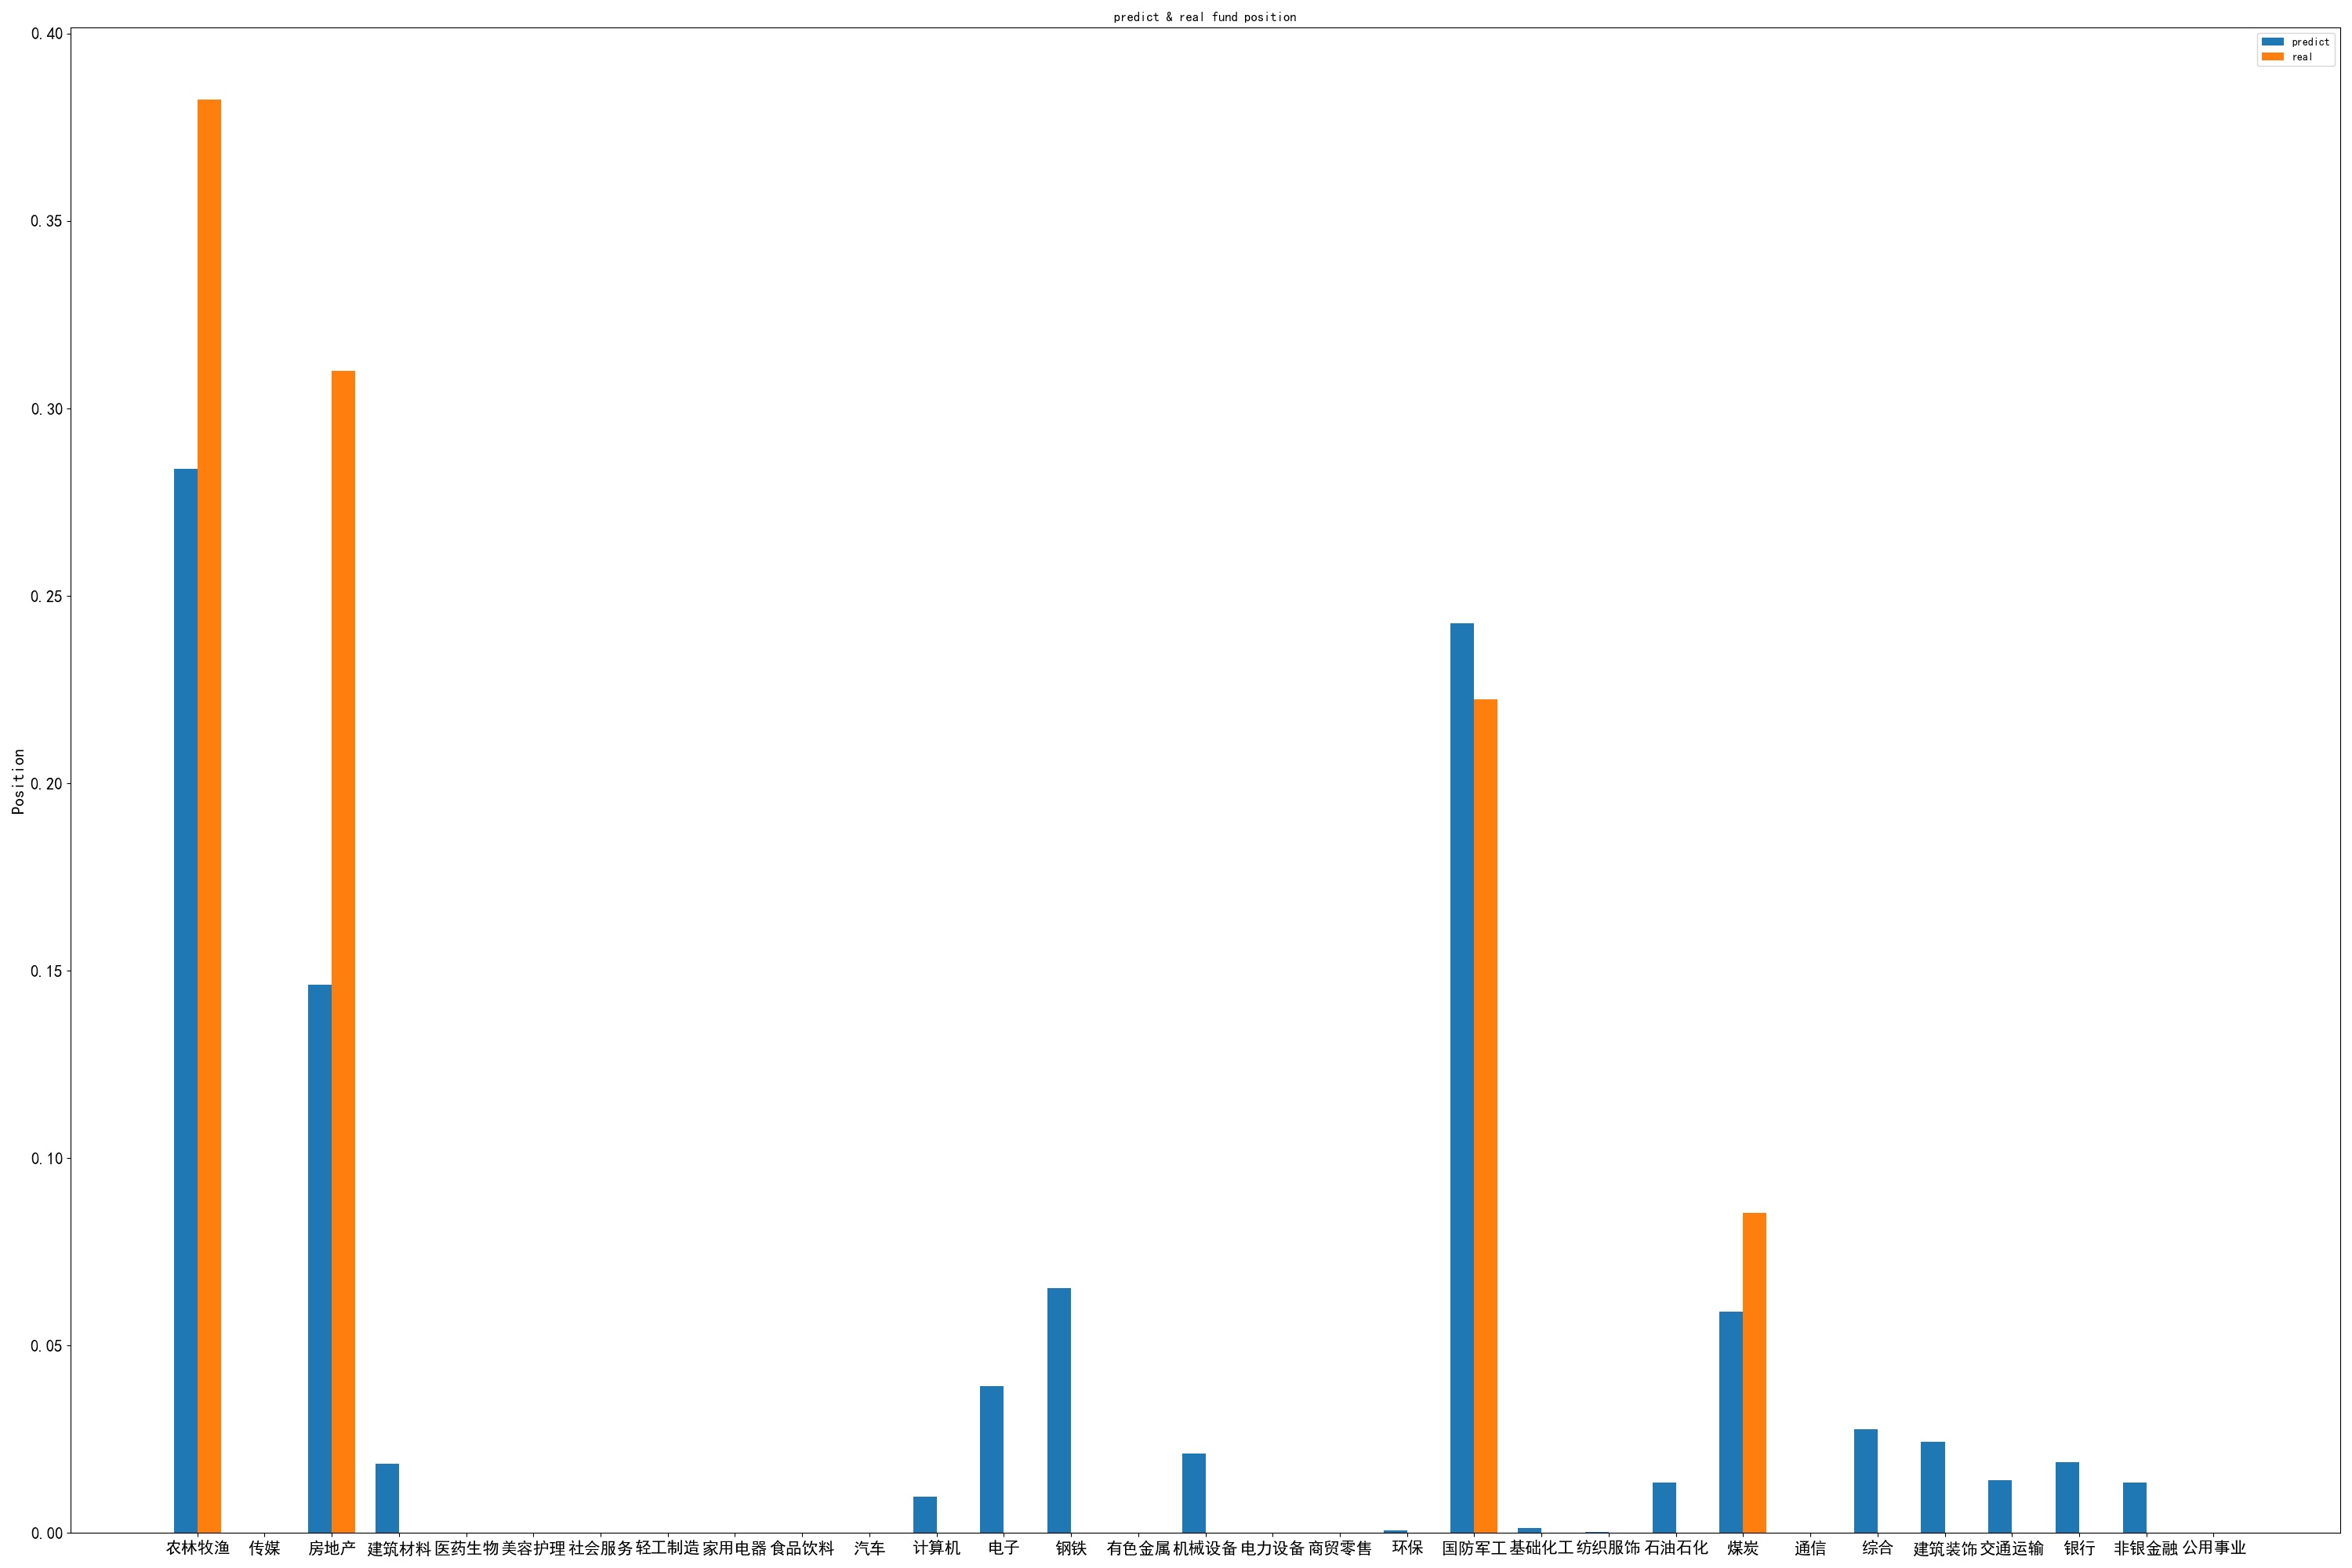 predict & real fund position
predict
real
0.40
0.35
0.30
0.25
0.20
0.15
0.10
0.05
0.00
Position
农林牧渔 传媒 房地产 建筑材料 医药生物 美容护理 社会服务 轻工制造 家用电器 食品饮料 汽车 计算机 电子 钢铁 有色金属 机械设备 电力设备 商贸零售 环保 国防军工 基础化工 纺织服饰 石油石化 煤炭 通信 综合 建筑装饰 交通运输 银行 非银金融 公用事业